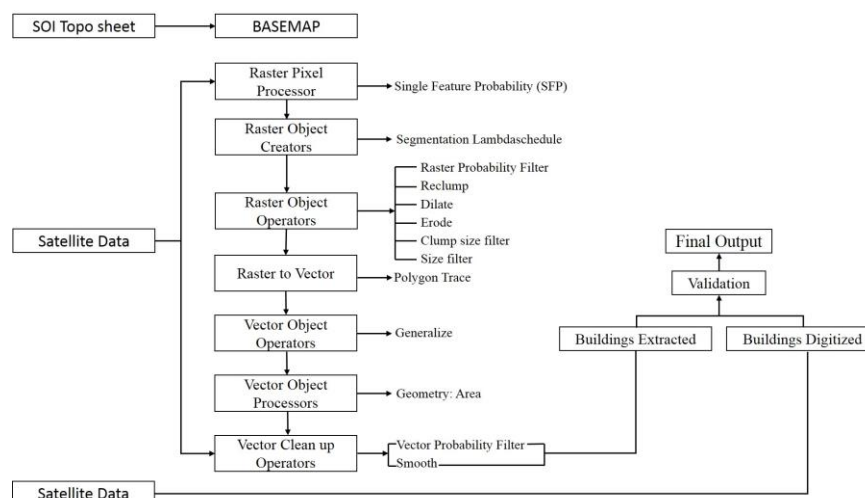 SOI Topo sheet
BASEMAP
Raster Pixel
Processor
Single Feature Probability (SFP)
Raster Object
Creators
Segmentation Lambdaschedule
Raster Object
Operators
Raster Probability Filter
Reclump
Dilate
Erode
Clump size filter
Size filter
Satellite Data
Raster to Vector
Polygon Trace
Final Output
Validation
Vector Object
Operators
Generalize
Buildings Extracted
Buildings Digitized
Vector Object
Processors
Geometry: Area
Vector Clean up
Operators
Vector Probability Filter
Smooth
Satellite Data